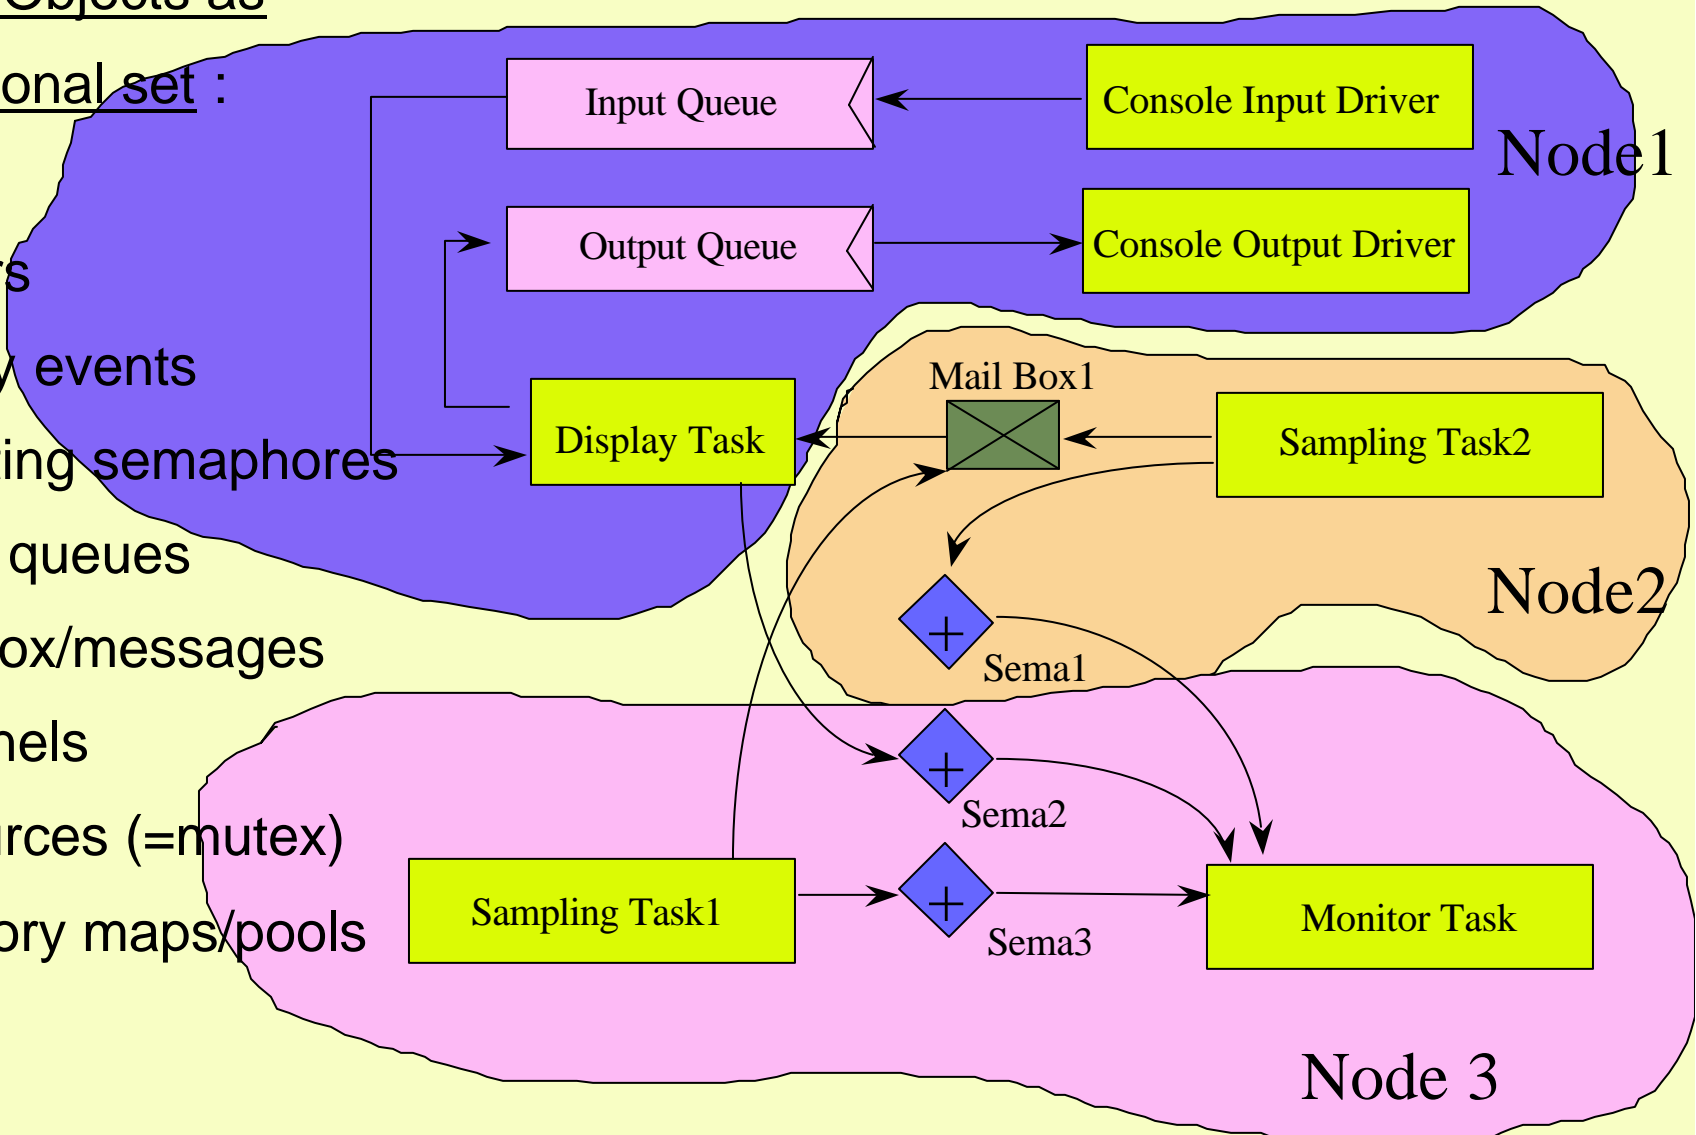 Objects as
onal set :
rs
y events
ting semaphores
queues
ox/messages
nels
urces (=mutex)
ory maps/pools
Input Queue
Console Input Driver
Node1
Output Queue
Console Output Driver
Display Task
Mail Box1
Sampling Task2
Node2
Sema1
Sema2
Sampling Task1
Sema3
Monitor Task
Node 3